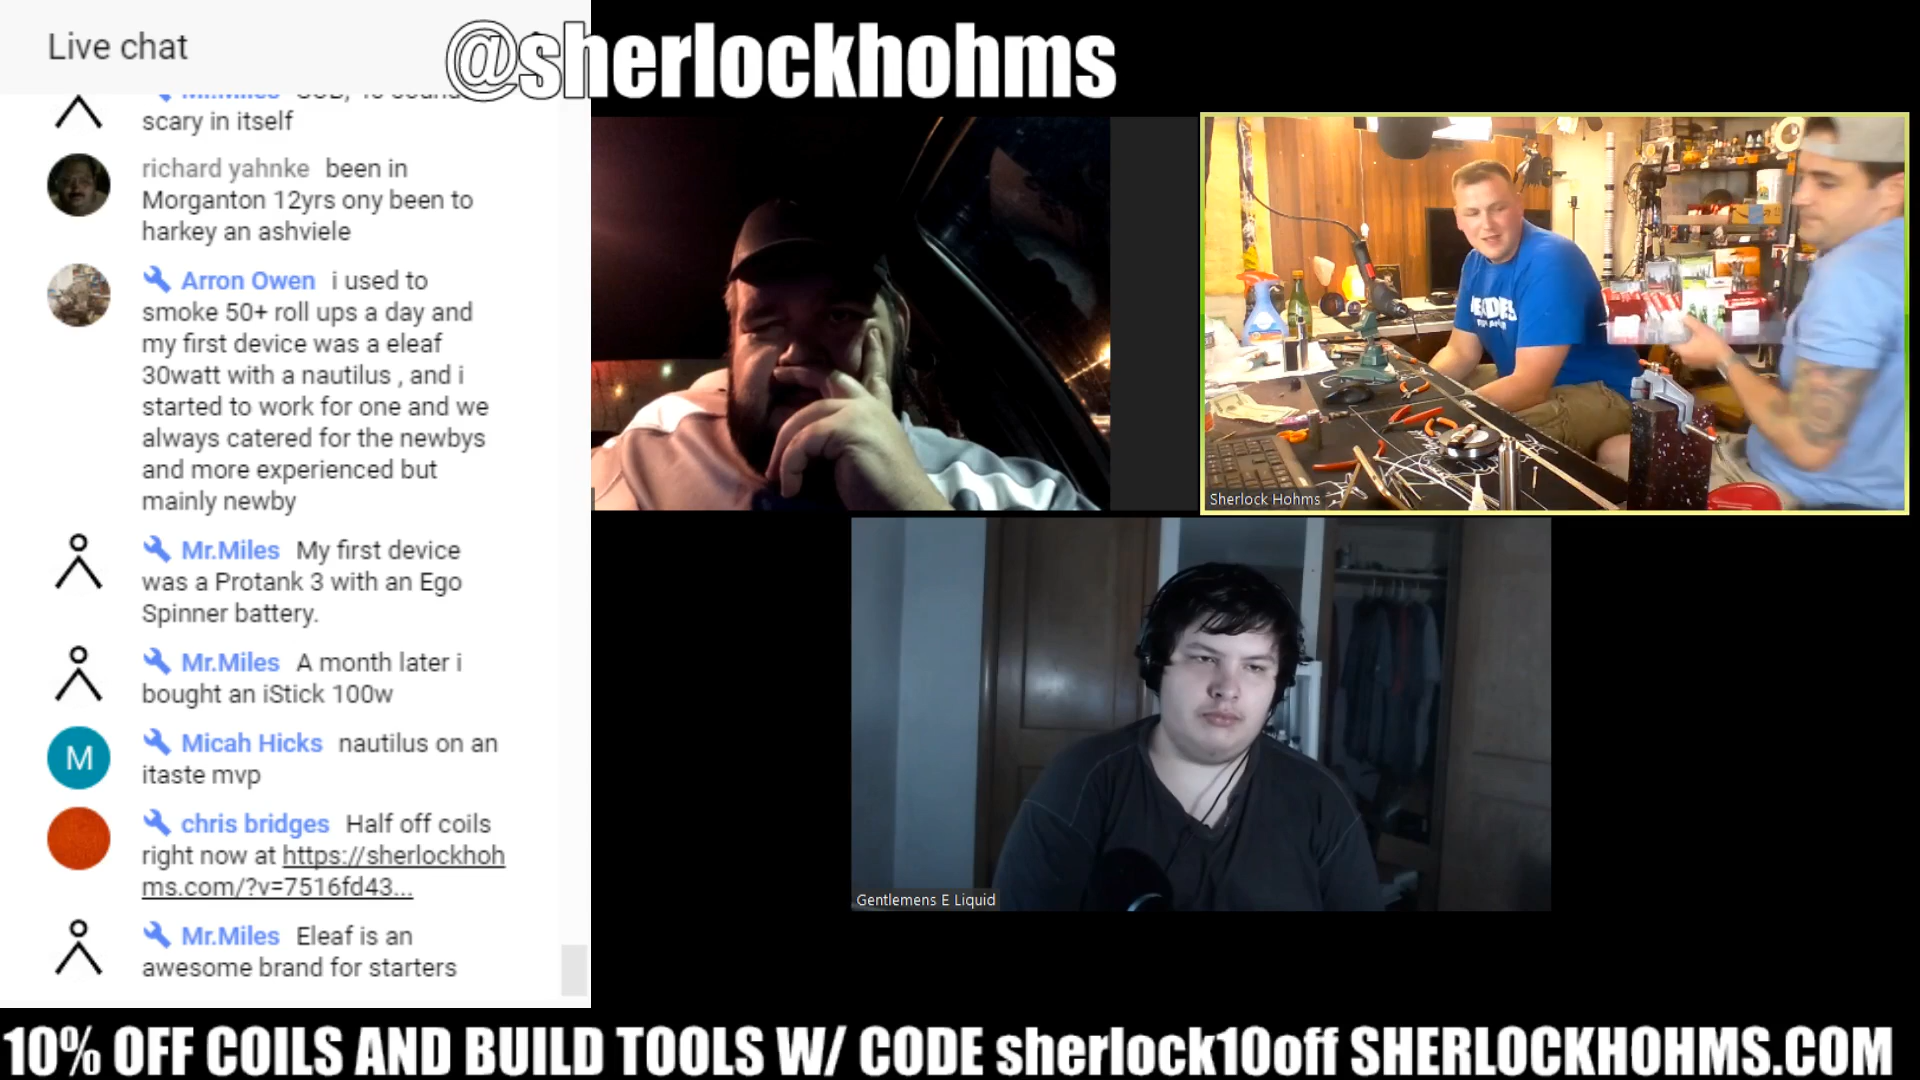 Live chat
@sherlockhohms
Mr.Miles
scary in itself
richard yahnke been in
Morganton 12yrs ony been to
harkey an ashviele
Arron Owen i used to
smoke 50+ roll ups a day and
my first device was a eleaf
30watt with a nautilus , and i
started to work for one and we
always catered for the newbys
and more experienced but
mainly newby
Mr.Miles My first device
was a Protank 3 with an Ego
Spinner battery.
Mr.Miles A month later i
bought an iStick 100w
M
Micah Hicks nautilus on an
itaste mvp
chris bridges Half off coils
right now at https://sherlockhoh
ms.com/?v=7516fd43...
Mr.Miles Eleaf is an
awesome brand for starters
Sherlock Hohms
Gentlemens E Liquid
10% OFF COILS AND BUILD TOOLS W/ CODE sherlock10off SHERLOCKHOHMS.COM